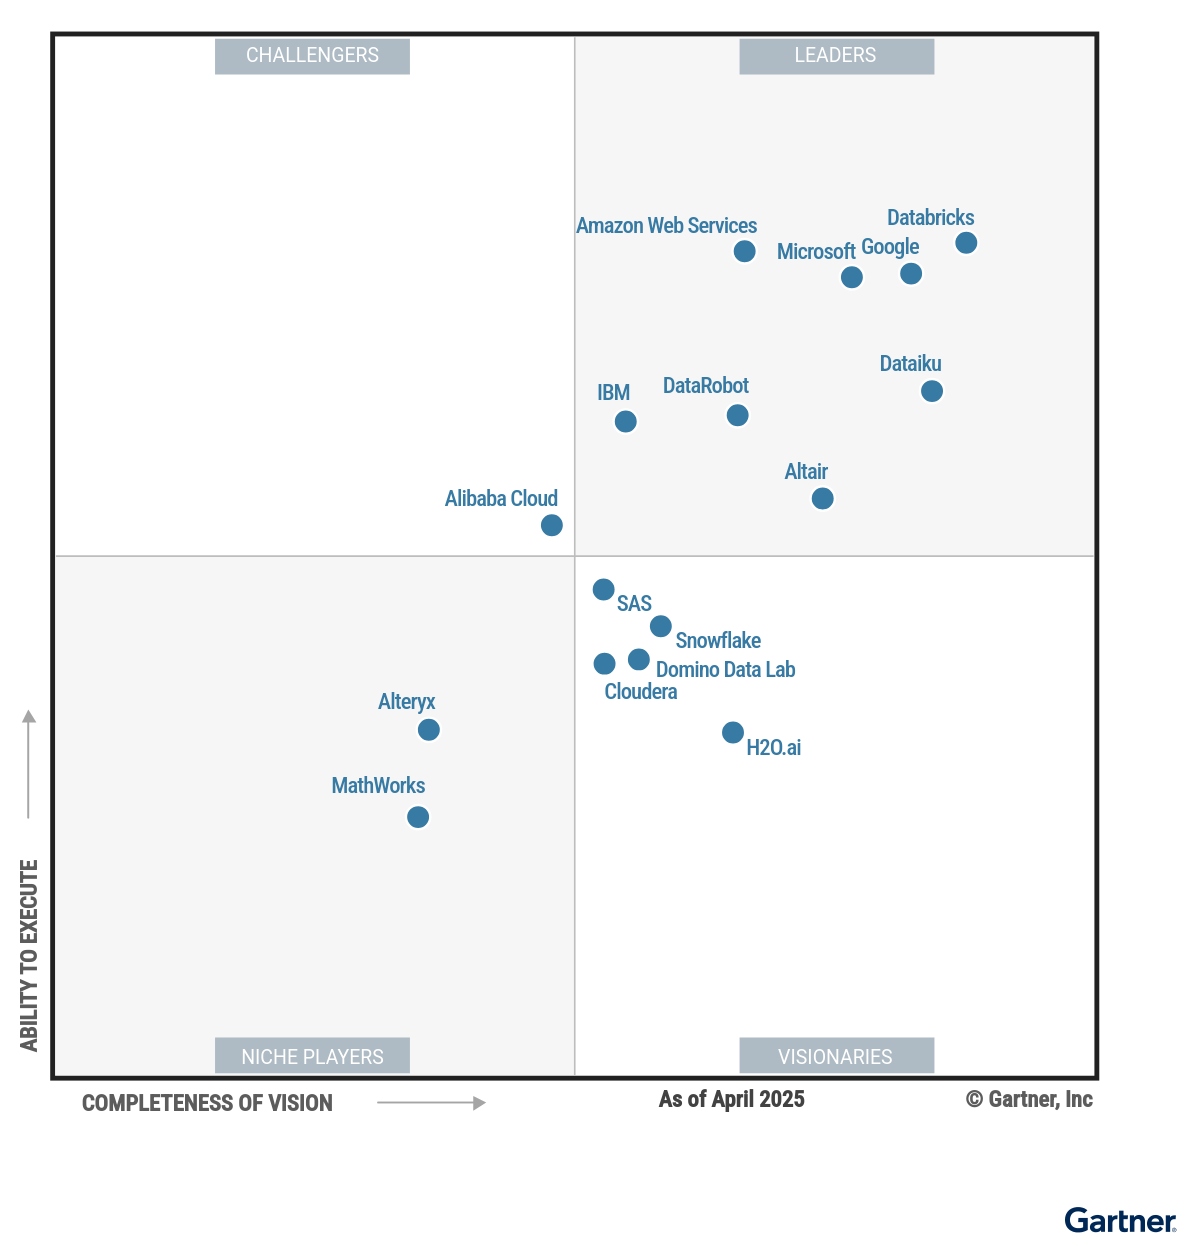 CHALLENGERS
LEADERS
Databricks
Amazon Web Services
Google
Microsoft
Dataiku
DataRobot
IBM
Altair
Alibaba Cloud
SAS
Snowflake
Domino Data Lab
Cloudera
Alteryx
H2O.ai
MathWorks
ABILITY TO EXECUTE
NICHE PLAYERS
VISIONARIES
COMPLETENESS OF VISION
As of April 2025
© Gartner, Inc
Gartner®